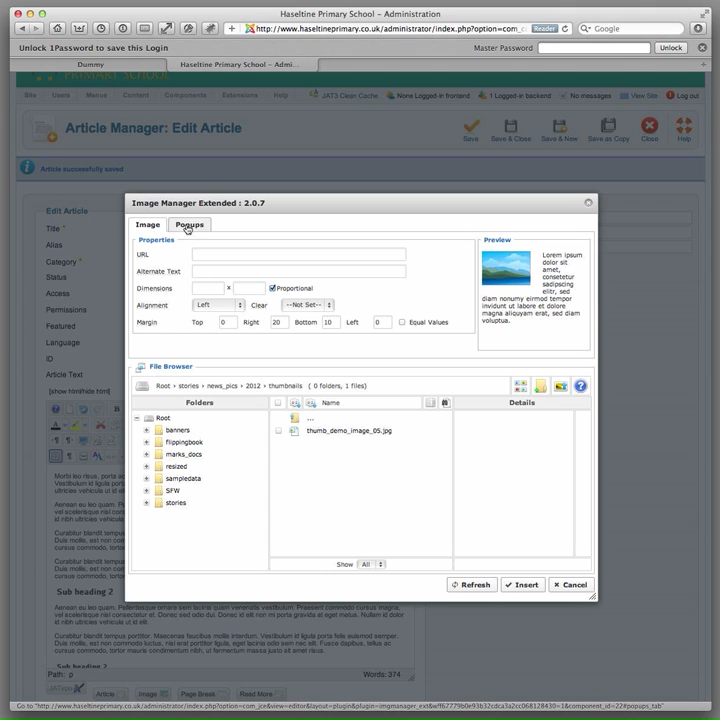 Haseltine Primary School - Administration
http://www.haseltineprimary.co.uk/administrator/index.php?option=com_c Reader Google
Unlock 1Password to save this Login Master Password Unlock
Dummy Haseltine Primary School - Admi...
PRIMARY SCHOOL
Site Users Menus Content Components Extensions Help JAT3 Clean Cache None Logged-in frontend 1 Logged-in backend No messages View Site Log out
Article Manager: Edit Article Save Save & Close Save & New Save as Copy Close Help
Article successfully saved
Image Manager Extended : 2.0.7
Image Popups
Edit Article
Title *
Alias
Category *
Status
Access
Permissions
Featured
Language
ID
Article Text
[show html/hide html]
Properties
URL
Alternate Text
Dimensions x Proportional
Alignment Left Clear --Not Set--
Margin Top 0 Right 20 Bottom 10 Left 0 Equal Values
Preview
Lorem ipsum
dolor sit
amet,
consetetur
sadipscing
elitr, sed
diam nonumy eirmod tempor
invidunt ut labore et dolore
magna aliquyam erat, sed diam
voluptua.
File Browser
Root › stories › news_pics › 2012 › thumbnails ( 0 folders, 1 files)
Folders Name Details
Root
banners
flippingbook
marks_docs
resized
sampledata
SFW
stories
...
thumb_demo_image_05.jpg
Show All
Refresh Insert Cancel
Sub heading 2
Sub heading 2
Path: p Words: 374
Article Image Page Break Read More